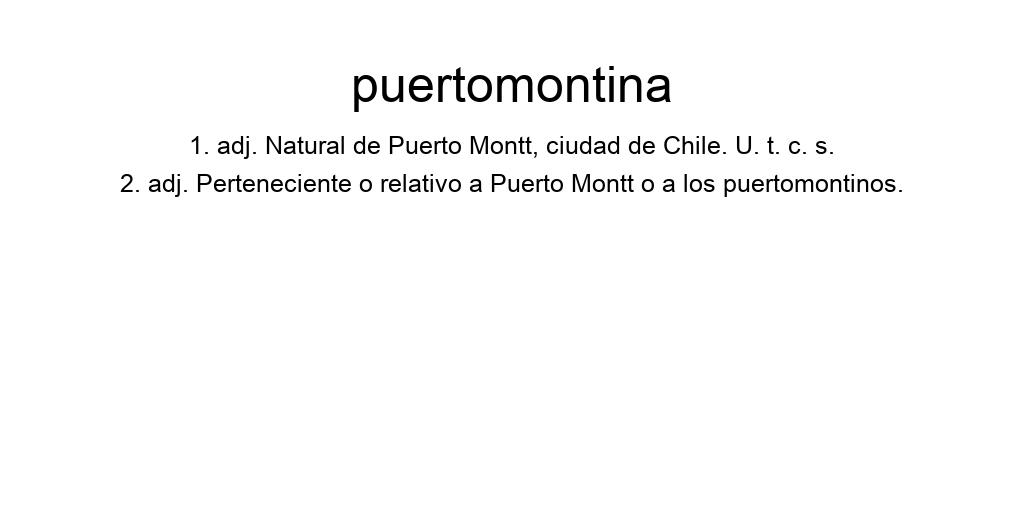 puertomontina
1. adj. Natural de Puerto Montt, ciudad de Chile. U. t. c. s.
2. adj. Perteneciente o relativo a Puerto Montt o a los puertomontinos.